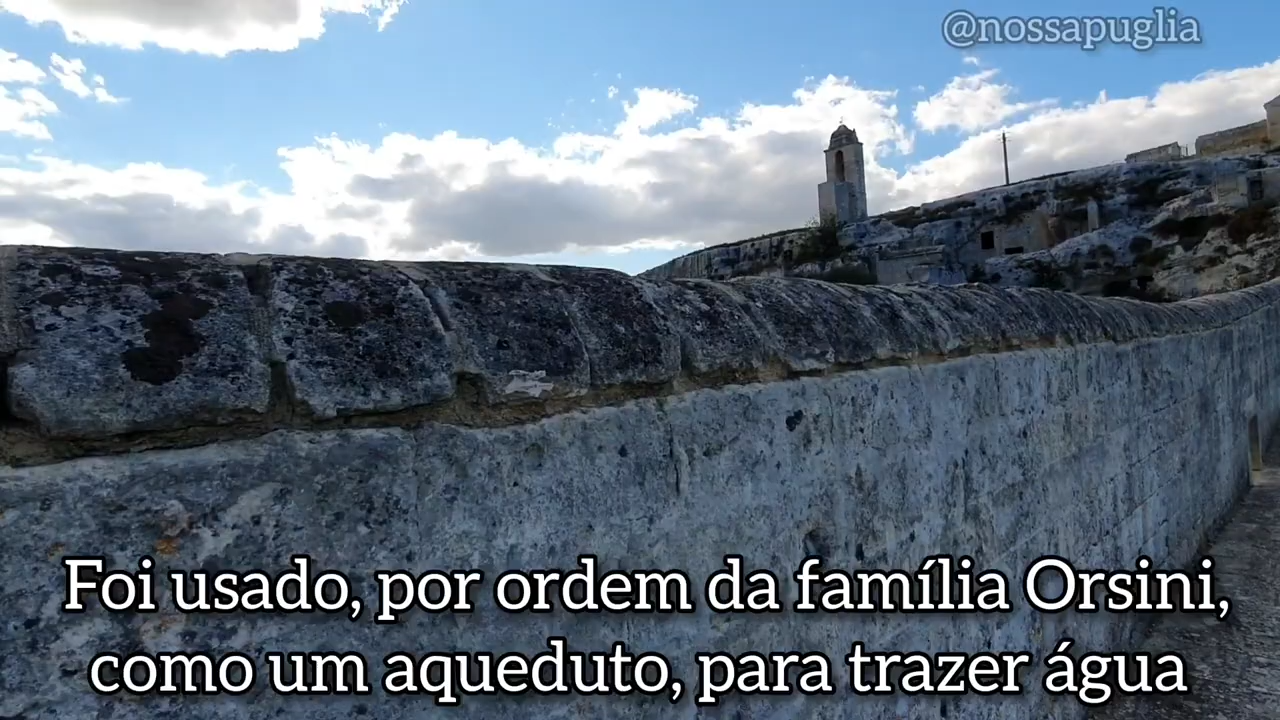 @nossapuglia
Foi usado, por ordem da família Orsini,
como um aqueduto, para trazer água